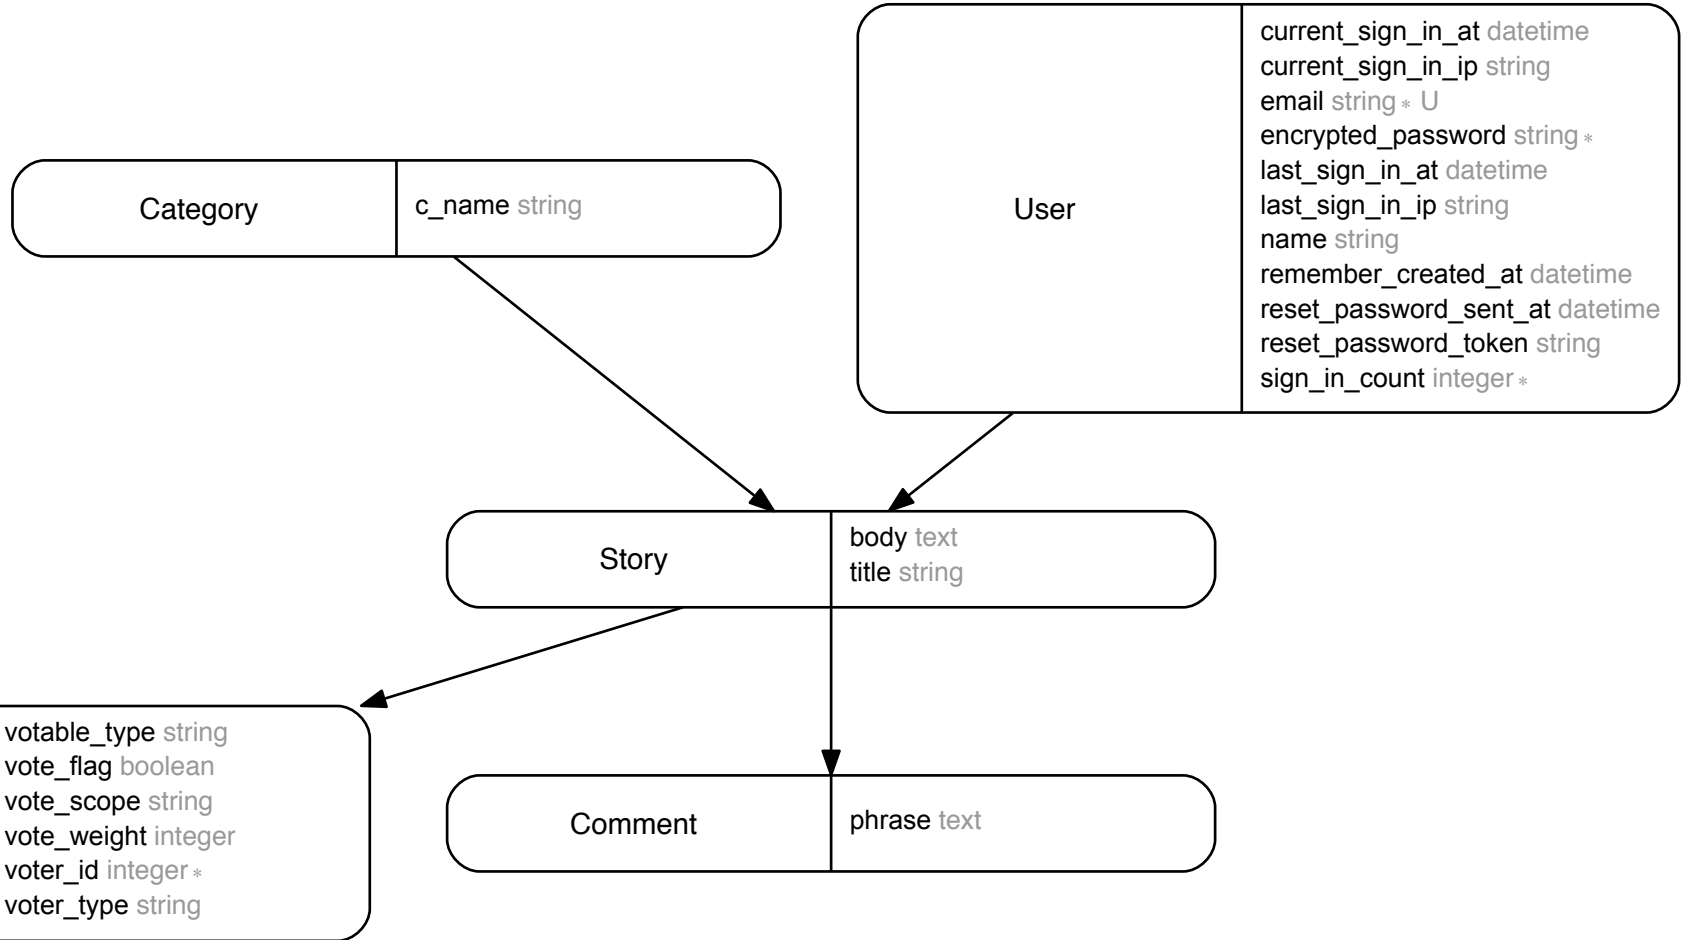 current_sign_in_at datetime
current_sign_in_ip string
email string * U
encrypted_password string *
last_sign_in_at datetime
last_sign_in_ip string
name string
remember_created_at datetime
reset_password_sent_at datetime
reset_password_token string
sign_in_count integer *
User
Category
c_name string
Story
body text
title string
votable_type string
vote_flag boolean
vote_scope string
vote_weight integer
voter_id integer *
voter_type string
Comment
phrase text